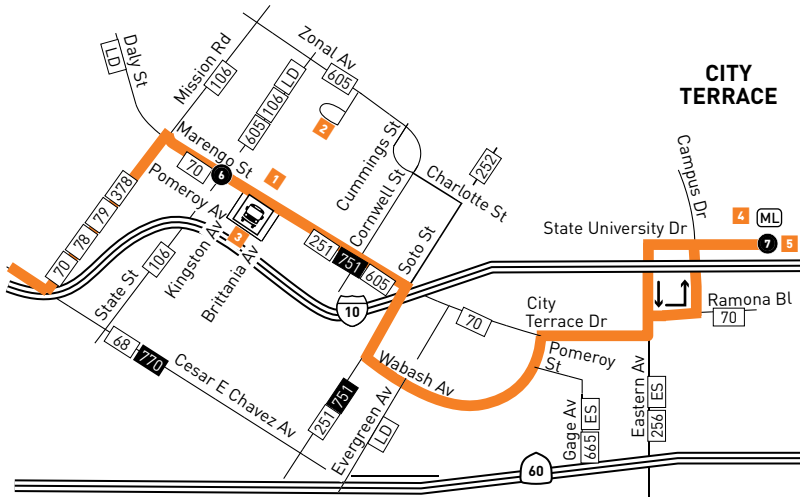 Zonal Av
605
Mission Rd
106
Daly St
LD
605 106 LD
2
CITY
TERRACE
Marengo St
70
6
1
Cummings St
252
Charlotte St
Campus Dr
Pomeroy Av
Cornwell St
70 78 79 378
3
4
ML
State University Dr
7
5
Kingston Av
Brittania Av
251 751 605
Soto St
106
State St
10
70
City
Terrace Dr
Ramona Bl
70
68 770
Cesar E Chavez Av
Wabash Av
Pomeroy
St
251 751
Evergreen Av
LD
Gage Av
665 ES
Eastern Av
256 ES
60